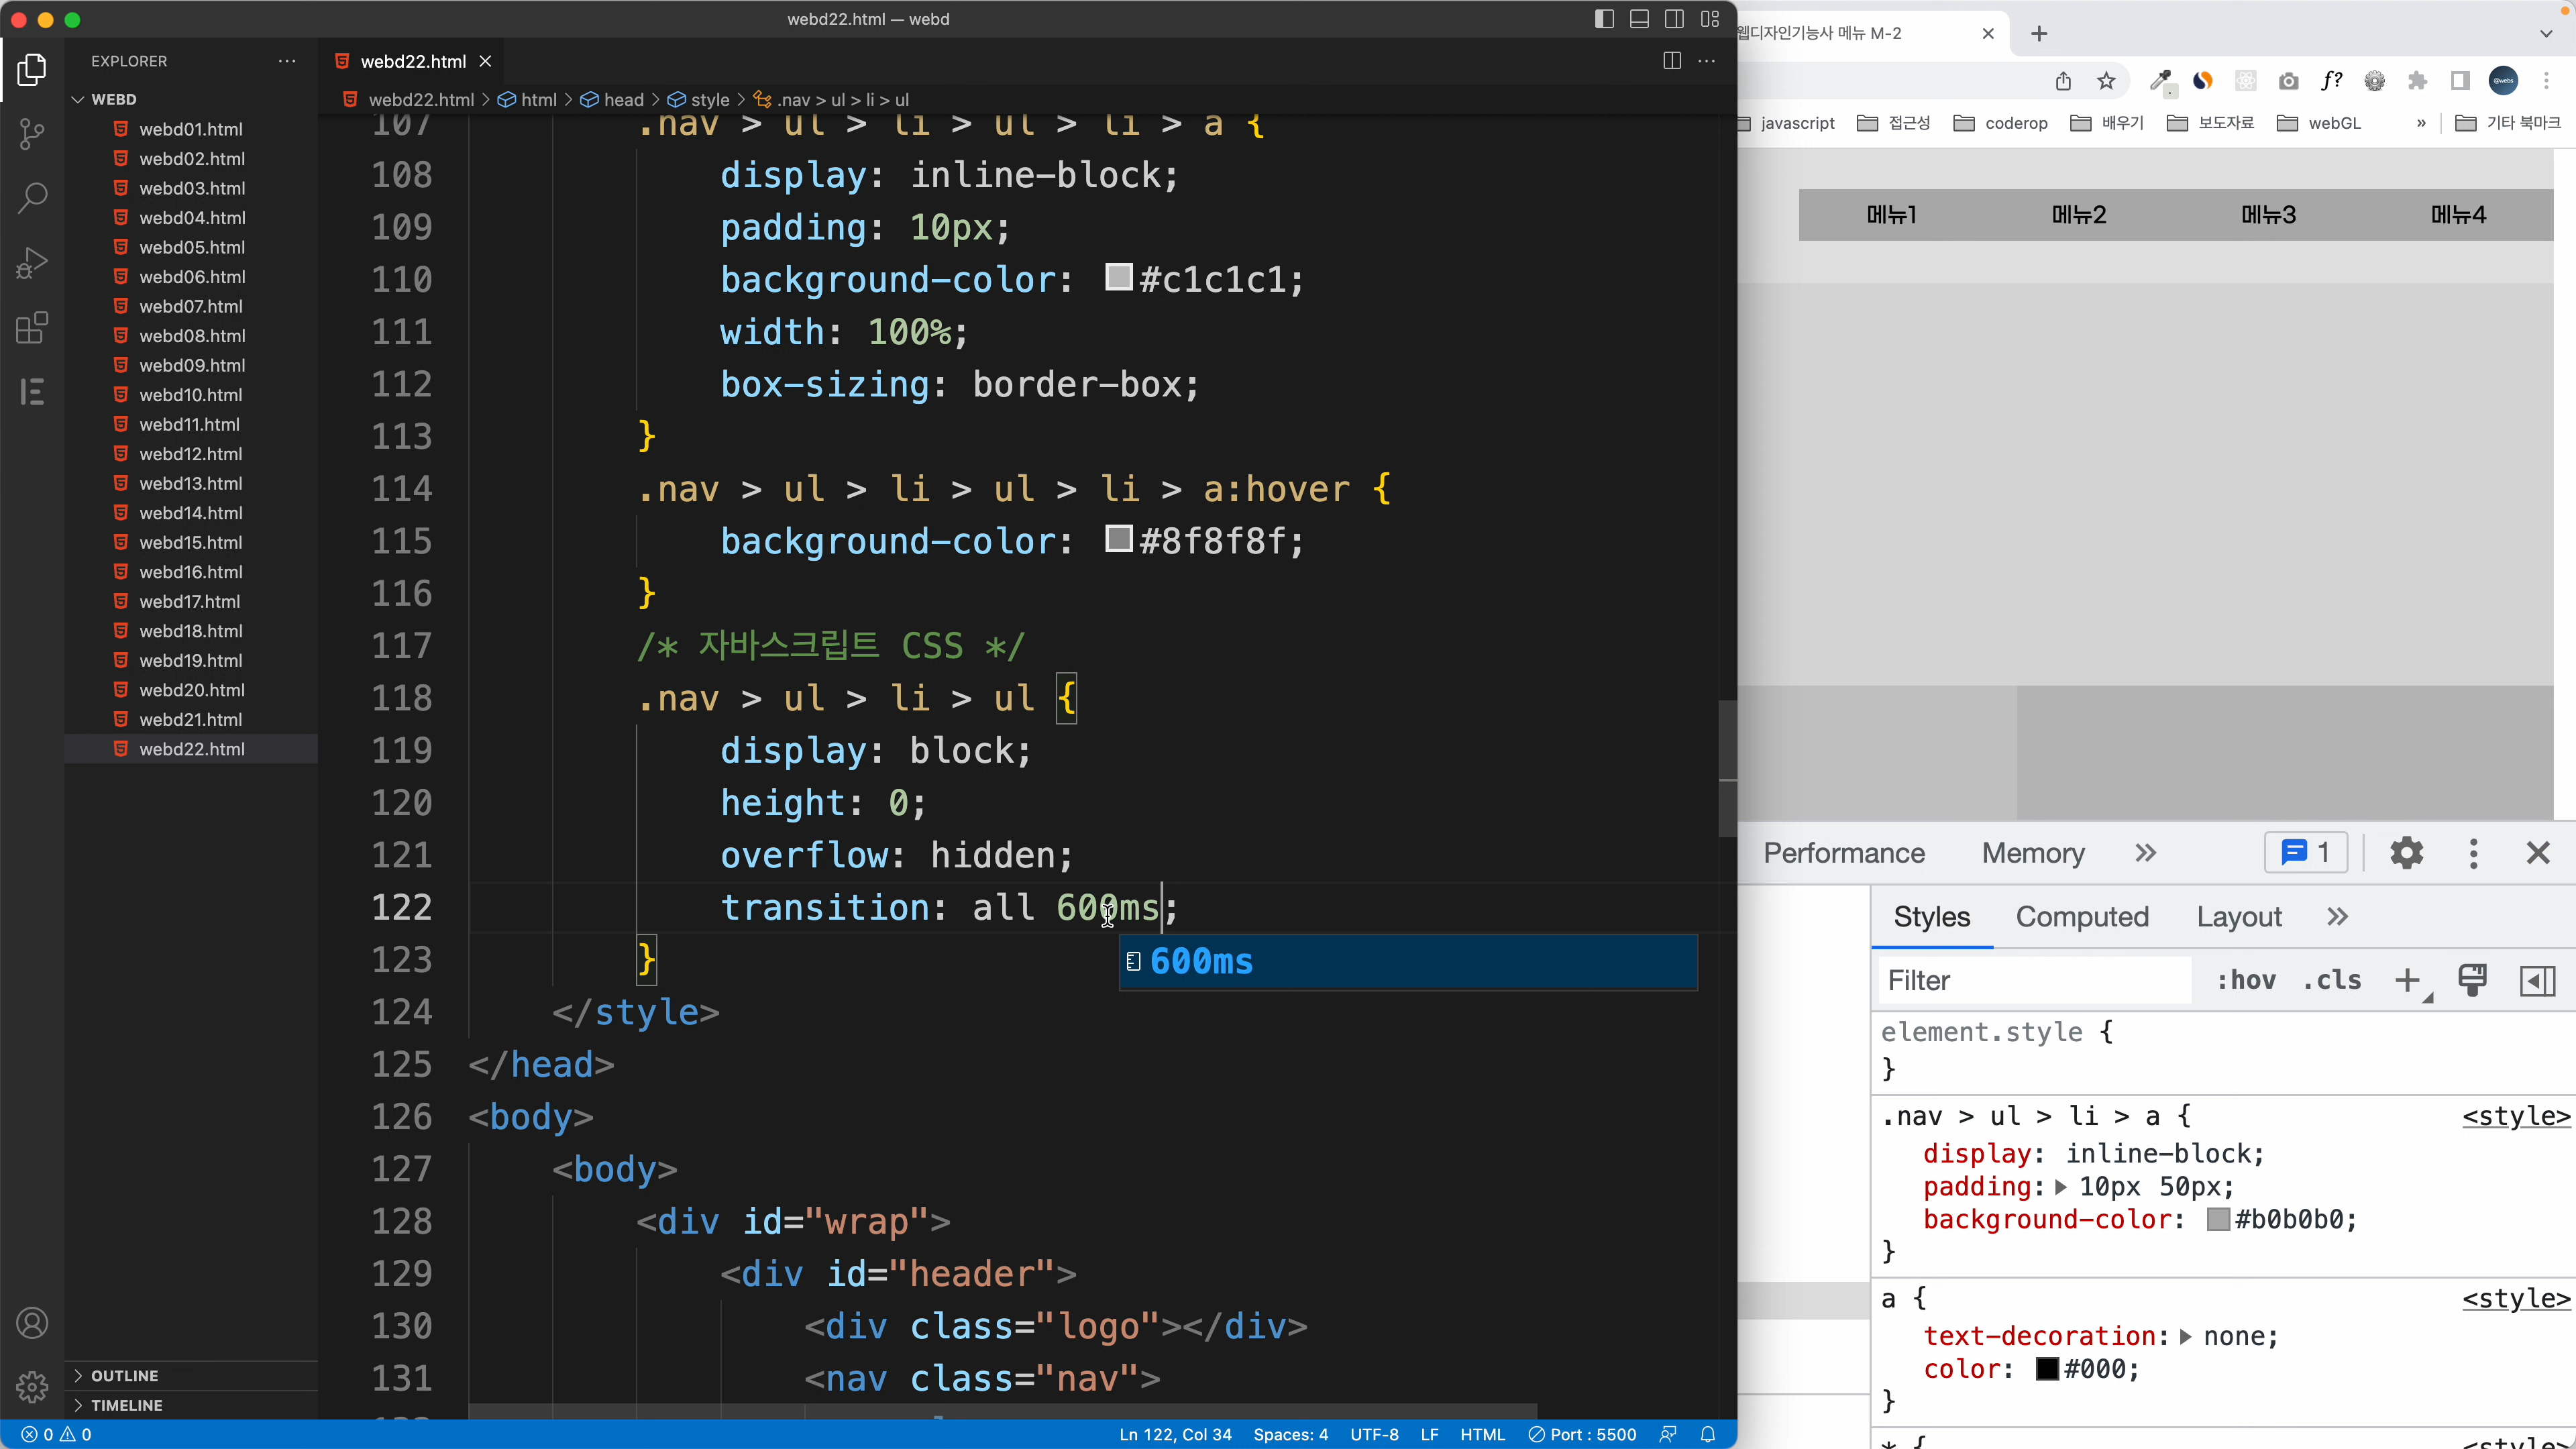 webd22.html — webd
EXPLORER
webd22.html
WEBD
webd22.html > html > head > style > .nav > ul > li > ul
webd01.html
webd02.html
webd03.html
webd04.html
webd05.html
webd06.html
webd07.html
webd08.html
webd09.html
webd10.html
webd11.html
webd12.html
webd13.html
webd14.html
webd15.html
webd16.html
webd17.html
webd18.html
webd19.html
webd20.html
webd21.html
webd22.html
OUTLINE
TIMELINE
107 .nav > ul > li > ul > li > a {
108 display: inline-block;
109 padding: 10px;
110 background-color: #c1c1c1;
111 width: 100%;
112 box-sizing: border-box;
113 }
114 .nav > ul > li > ul > li > a:hover {
115 background-color: #8f8f8f;
116 }
117 /* 자바스크립트 CSS */
118 .nav > ul > li > ul {
119 display: block;
120 height: 0;
121 overflow: hidden;
122 transition: all 600ms;
123 }
600ms
124 </style>
125 </head>
126 <body>
127 <body>
128 <div id="wrap">
129 <div id="header">
130 <div class="logo"></div>
131 <nav class="nav">
0 0
Ln 122, Col 34 Spaces: 4 UTF-8 LF HTML Port : 5500
웹디자인기능사 메뉴 M-2
f?
@webs
javascript 접근성 coderop 배우기 보도자료 webGL » 기타 북마크
메뉴1 메뉴2 메뉴3 메뉴4
Performance Memory » 1
Styles Computed Layout »
Filter :hov .cls +
element.style {
}
.nav > ul > li > a { <style>
display: inline-block;
padding: 10px 50px;
background-color: #b0b0b0;
}
a { <style>
text-decoration: none;
color: #000;
}
* { <style>